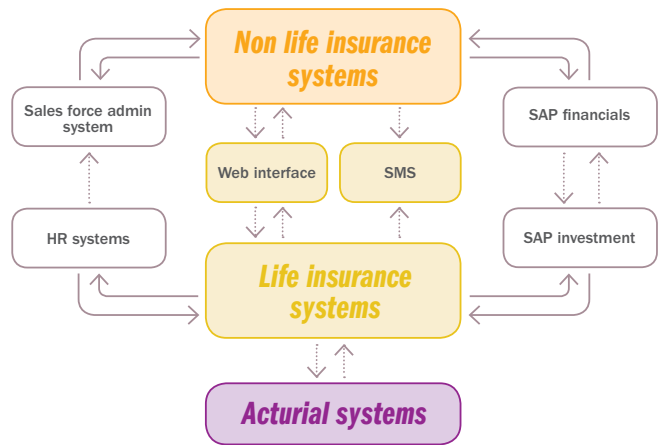 Non life insurance
systems
Sales force admin
system
SAP financials
Web interface
SMS
HR systems
SAP investment
Life insurance
systems
Acturial systems